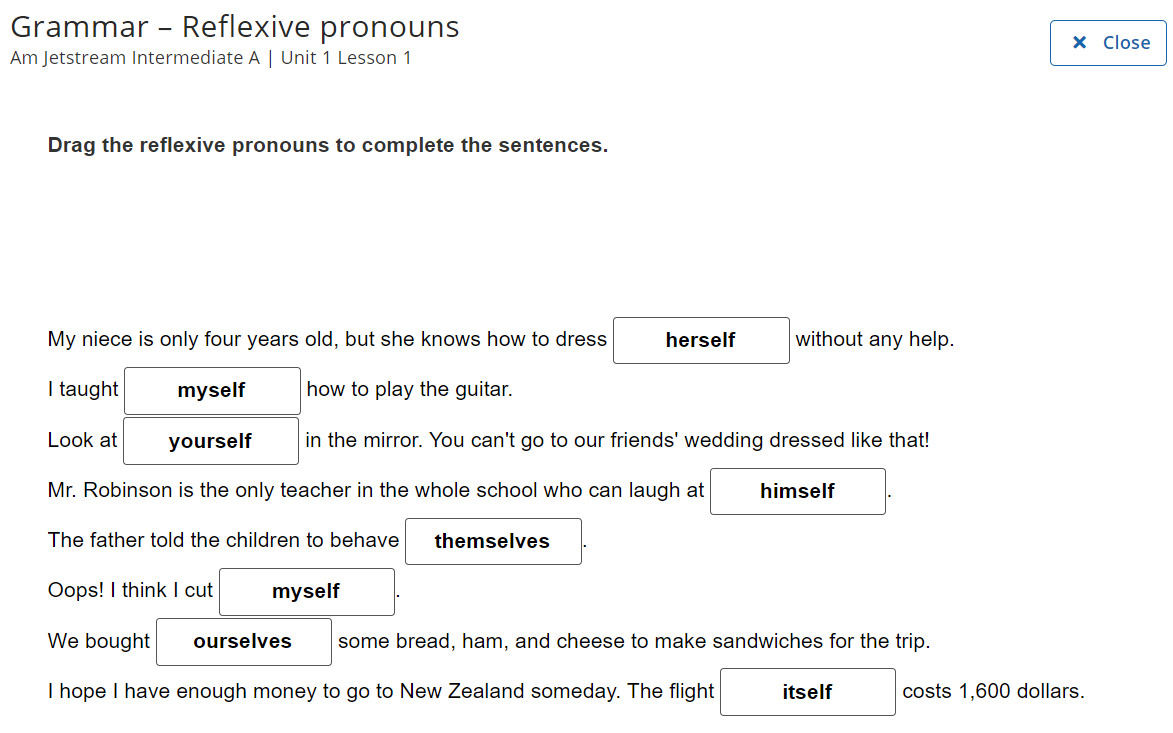 Grammar – Reflexive pronouns
Am Jetstream Intermediate A | Unit 1 Lesson 1
× Close
Drag the reflexive pronouns to complete the sentences.
My niece is only four years old, but she knows how to dress herself without any help.
I taught myself how to play the guitar.
Look at yourself in the mirror. You can't go to our friends' wedding dressed like that!
Mr. Robinson is the only teacher in the whole school who can laugh at himself.
The father told the children to behave themselves.
Oops! I think I cut myself.
We bought ourselves some bread, ham, and cheese to make sandwiches for the trip.
I hope I have enough money to go to New Zealand someday. The flight itself costs 1,600 dollars.